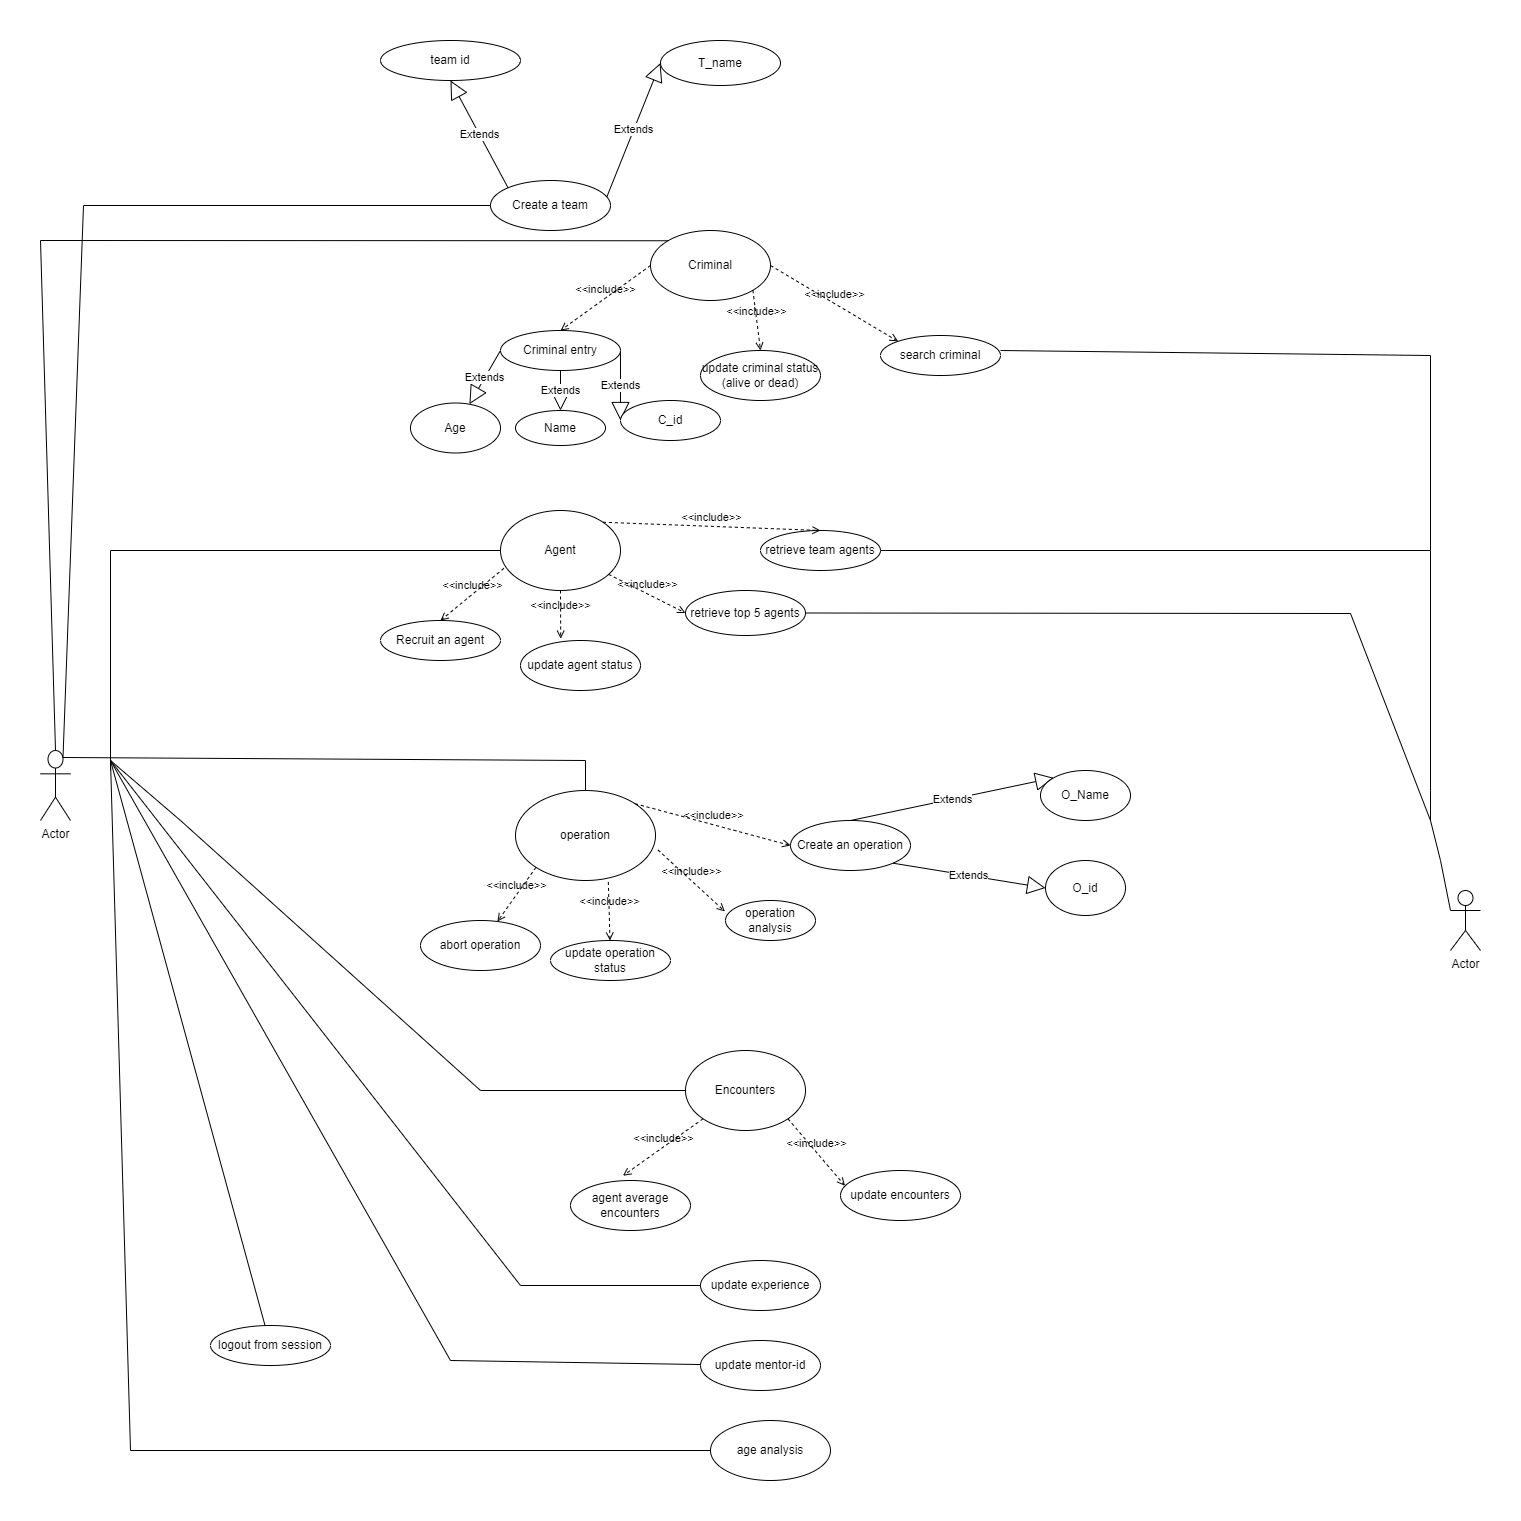 team id
T_name
Extends
Extends
Create a team
Criminal
<<include>>
<<include>>
<<include>>
Criminal entry
search criminal
update criminal status
(alive or dead)
Extends
Extends
Extends
Age
Name
C_id
<<include>>
Agent
retrieve team agents
<<include>>
<<include>>
<<include>>
Recruit an agent
retrieve top 5 agents
update agent status
Actor
operation
<<include>>
Create an operation
Extends
O_Name
Extends
O_id
<<include>>
<<include>>
<<include>>
abort operation
update operation
status
operation
analysis
Actor
Encounters
<<include>>
<<include>>
agent average
encounters
update encounters
update experience
logout from session
update mentor-id
age analysis